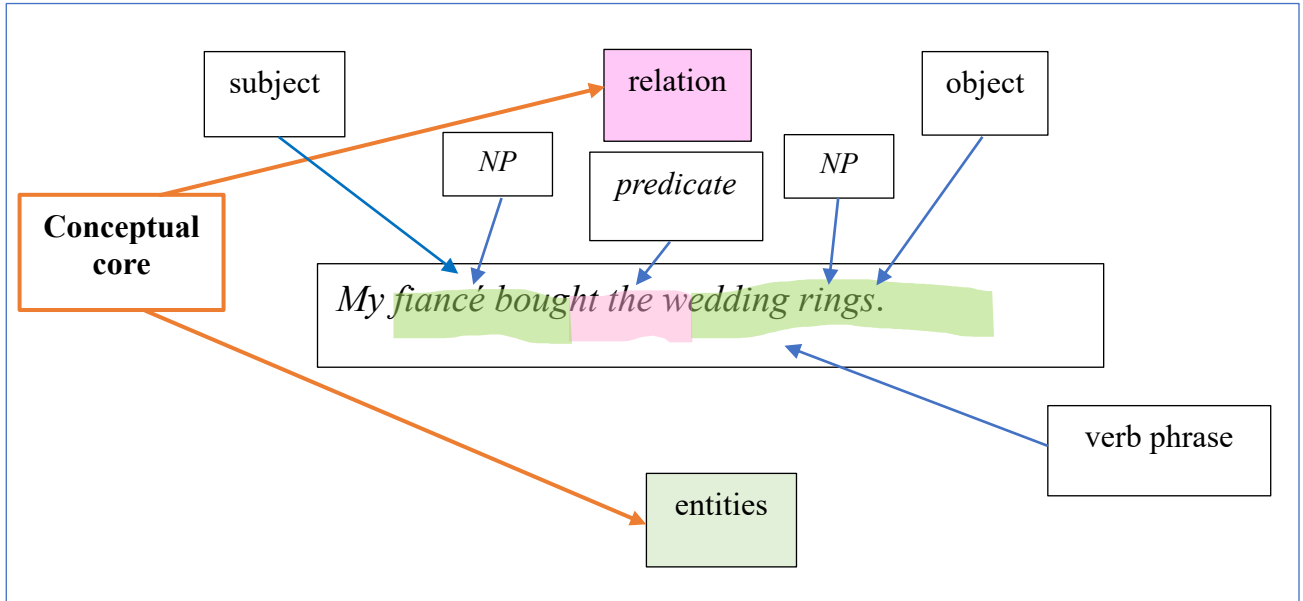 subject
relation
object
NP
predicate
NP
Conceptual
core
My fiancé bought the wedding rings.
verb phrase
entities